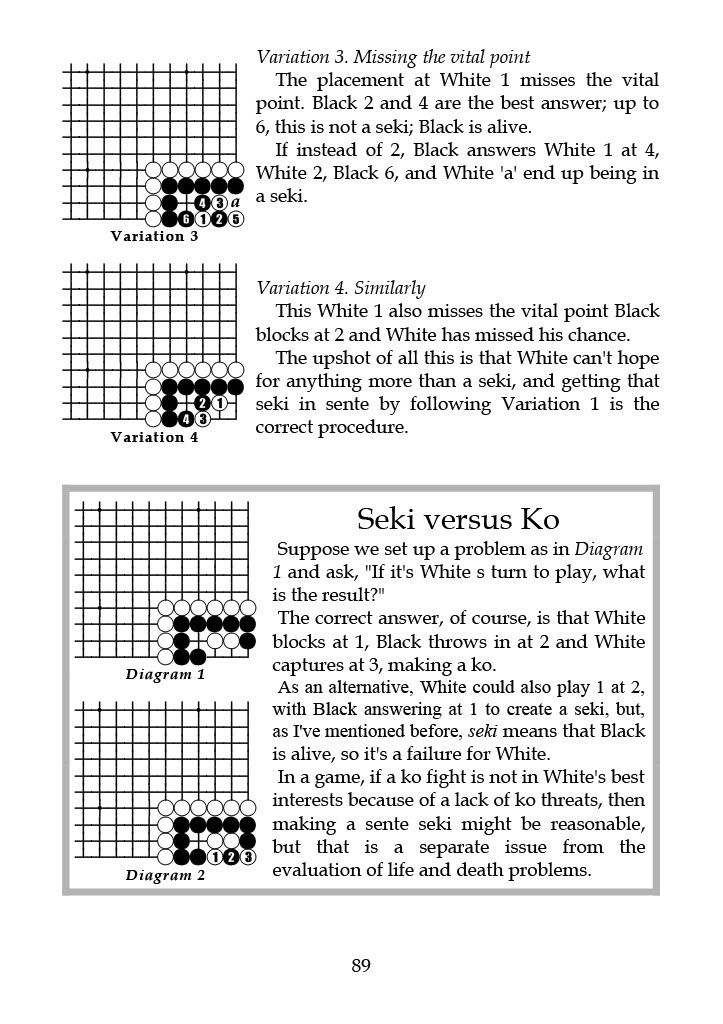 Variation 3. Missing the vital point
The placement at White 1 misses the vital
point. Black 2 and 4 are the best answer; up to
6, this is not a seki; Black is alive.
If instead of 2, Black answers White 1 at 4,
White 2, Black 6, and White 'a' end up being in
a seki.
4 3 a
6 1 2 5
Variation 3
Variation 4. Similarly
This White 1 also misses the vital point Black
blocks at 2 and White has missed his chance.
The upshot of all this is that White can't hope
for anything more than a seki, and getting that
seki in sente by following Variation 1 is the
correct procedure.
2 1
4 3
Variation 4
Seki versus Ko
Suppose we set up a problem as in Diagram
1 and ask, "If it's White s turn to play, what
is the result?"
The correct answer, of course, is that White
blocks at 1, Black throws in at 2 and White
captures at 3, making a ko.
As an alternative, White could also play 1 at 2,
with Black answering at 1 to create a seki, but,
as I've mentioned before, seki means that Black
is alive, so it's a failure for White.
In a game, if a ko fight is not in White's best
interests because of a lack of ko threats, then
making a sente seki might be reasonable,
but that is a separate issue from the
evaluation of life and death problems.
Diagram 1
1 2 3
Diagram 2
89